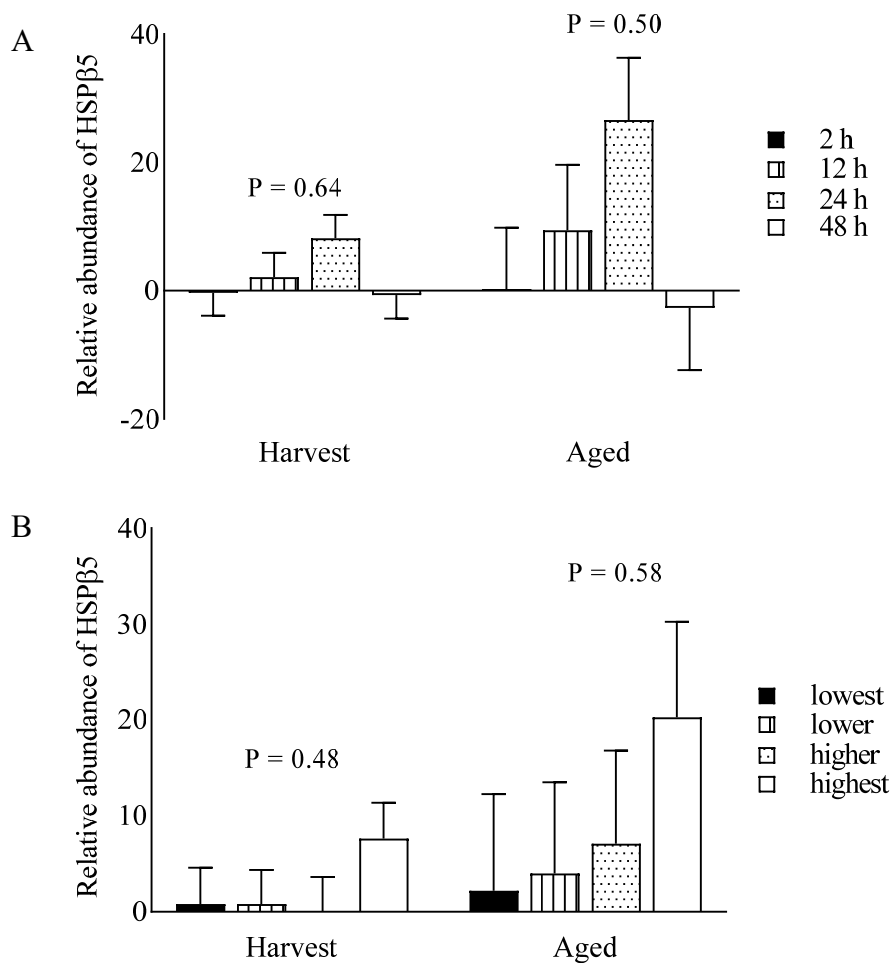 A
Relative abundance of HSPβ5
40
20
0
-20
P = 0.64
P = 0.50
Harvest
Aged
2 h
12 h
24 h
48 h
B
Relative abundance of HSPβ5
40
30
20
10
0
P = 0.48
P = 0.58
Harvest
Aged
lowest
lower
higher
highest